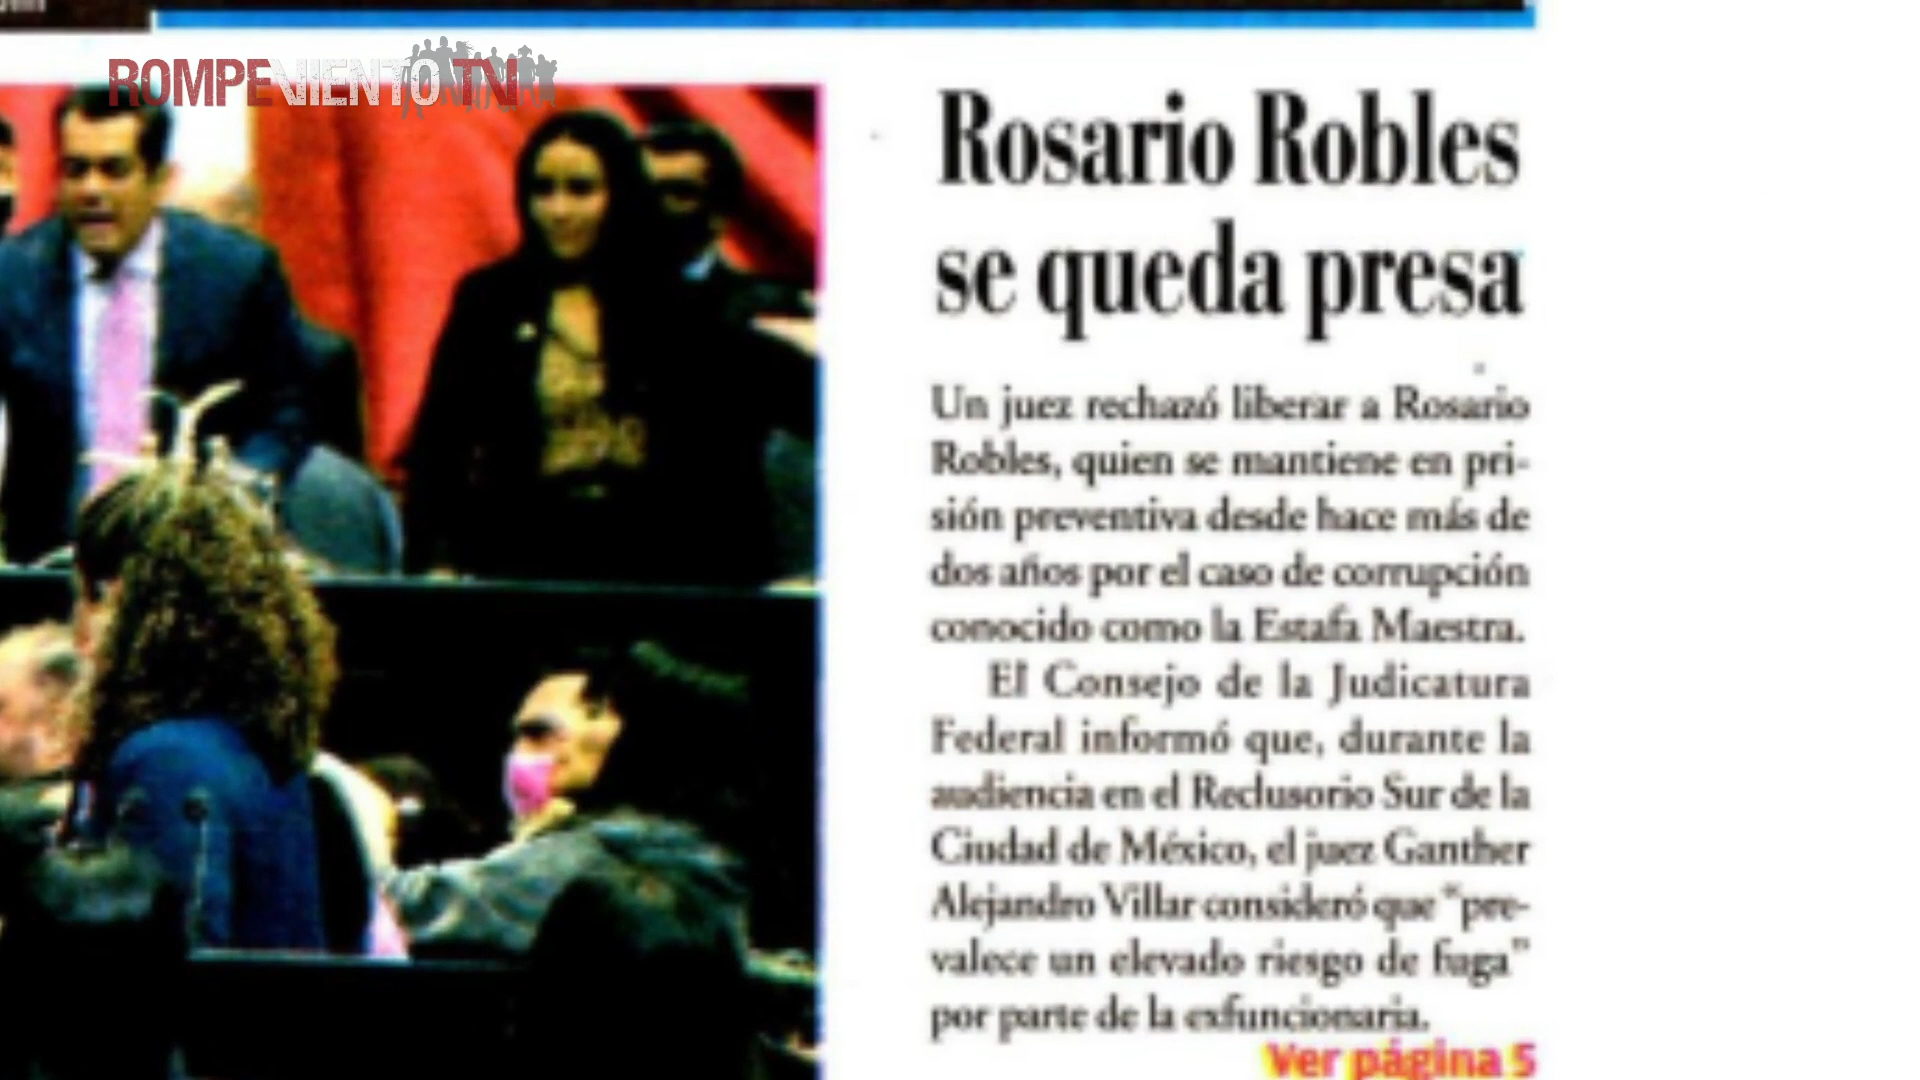 ROMPEVIENTO TV
Rosario Robles
se queda presa
Un juez rechazó liberar a Rosario
Robles, quien se mantiene en pri-
sión preventiva desde hace más de
dos años por el caso de corrupción
conocido como la Estafa Maestra.
El Consejo de la Judicatura
Federal informó que, durante la
audiencia en el Reclusorio Sur de la
Ciudad de México, el juez Ganther
Alejandro Villar consideró que “pre-
valece un elevado riesgo de fuga”
por parte de la exfuncionaria.
Ver página 5